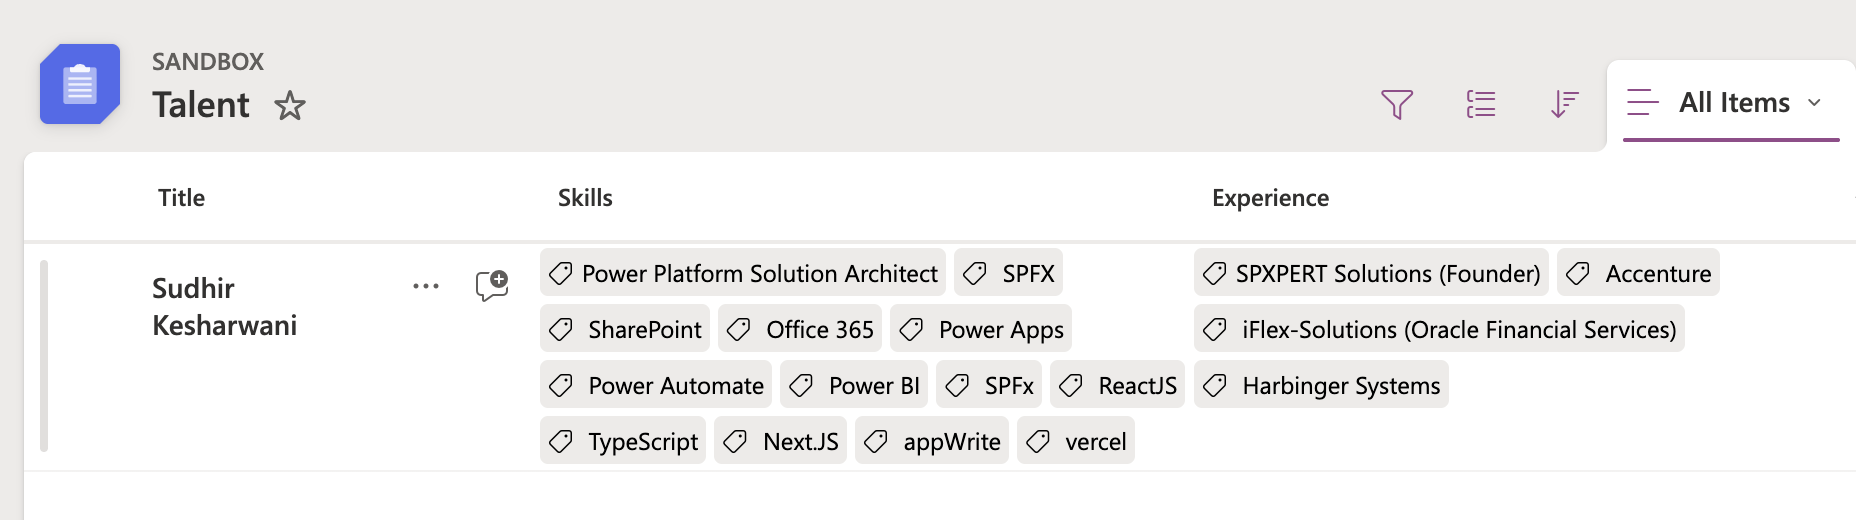 SANDBOX
Talent
All Items
Title Skills Experience
Sudhir
Kesharwani
Power Platform Solution Architect SPFX
SharePoint Office 365 Power Apps
Power Automate Power BI SPFx ReactJS
TypeScript Next.JS appWrite vercel
SPXPERT Solutions (Founder) Accenture
iFlex-Solutions (Oracle Financial Services)
Harbinger Systems